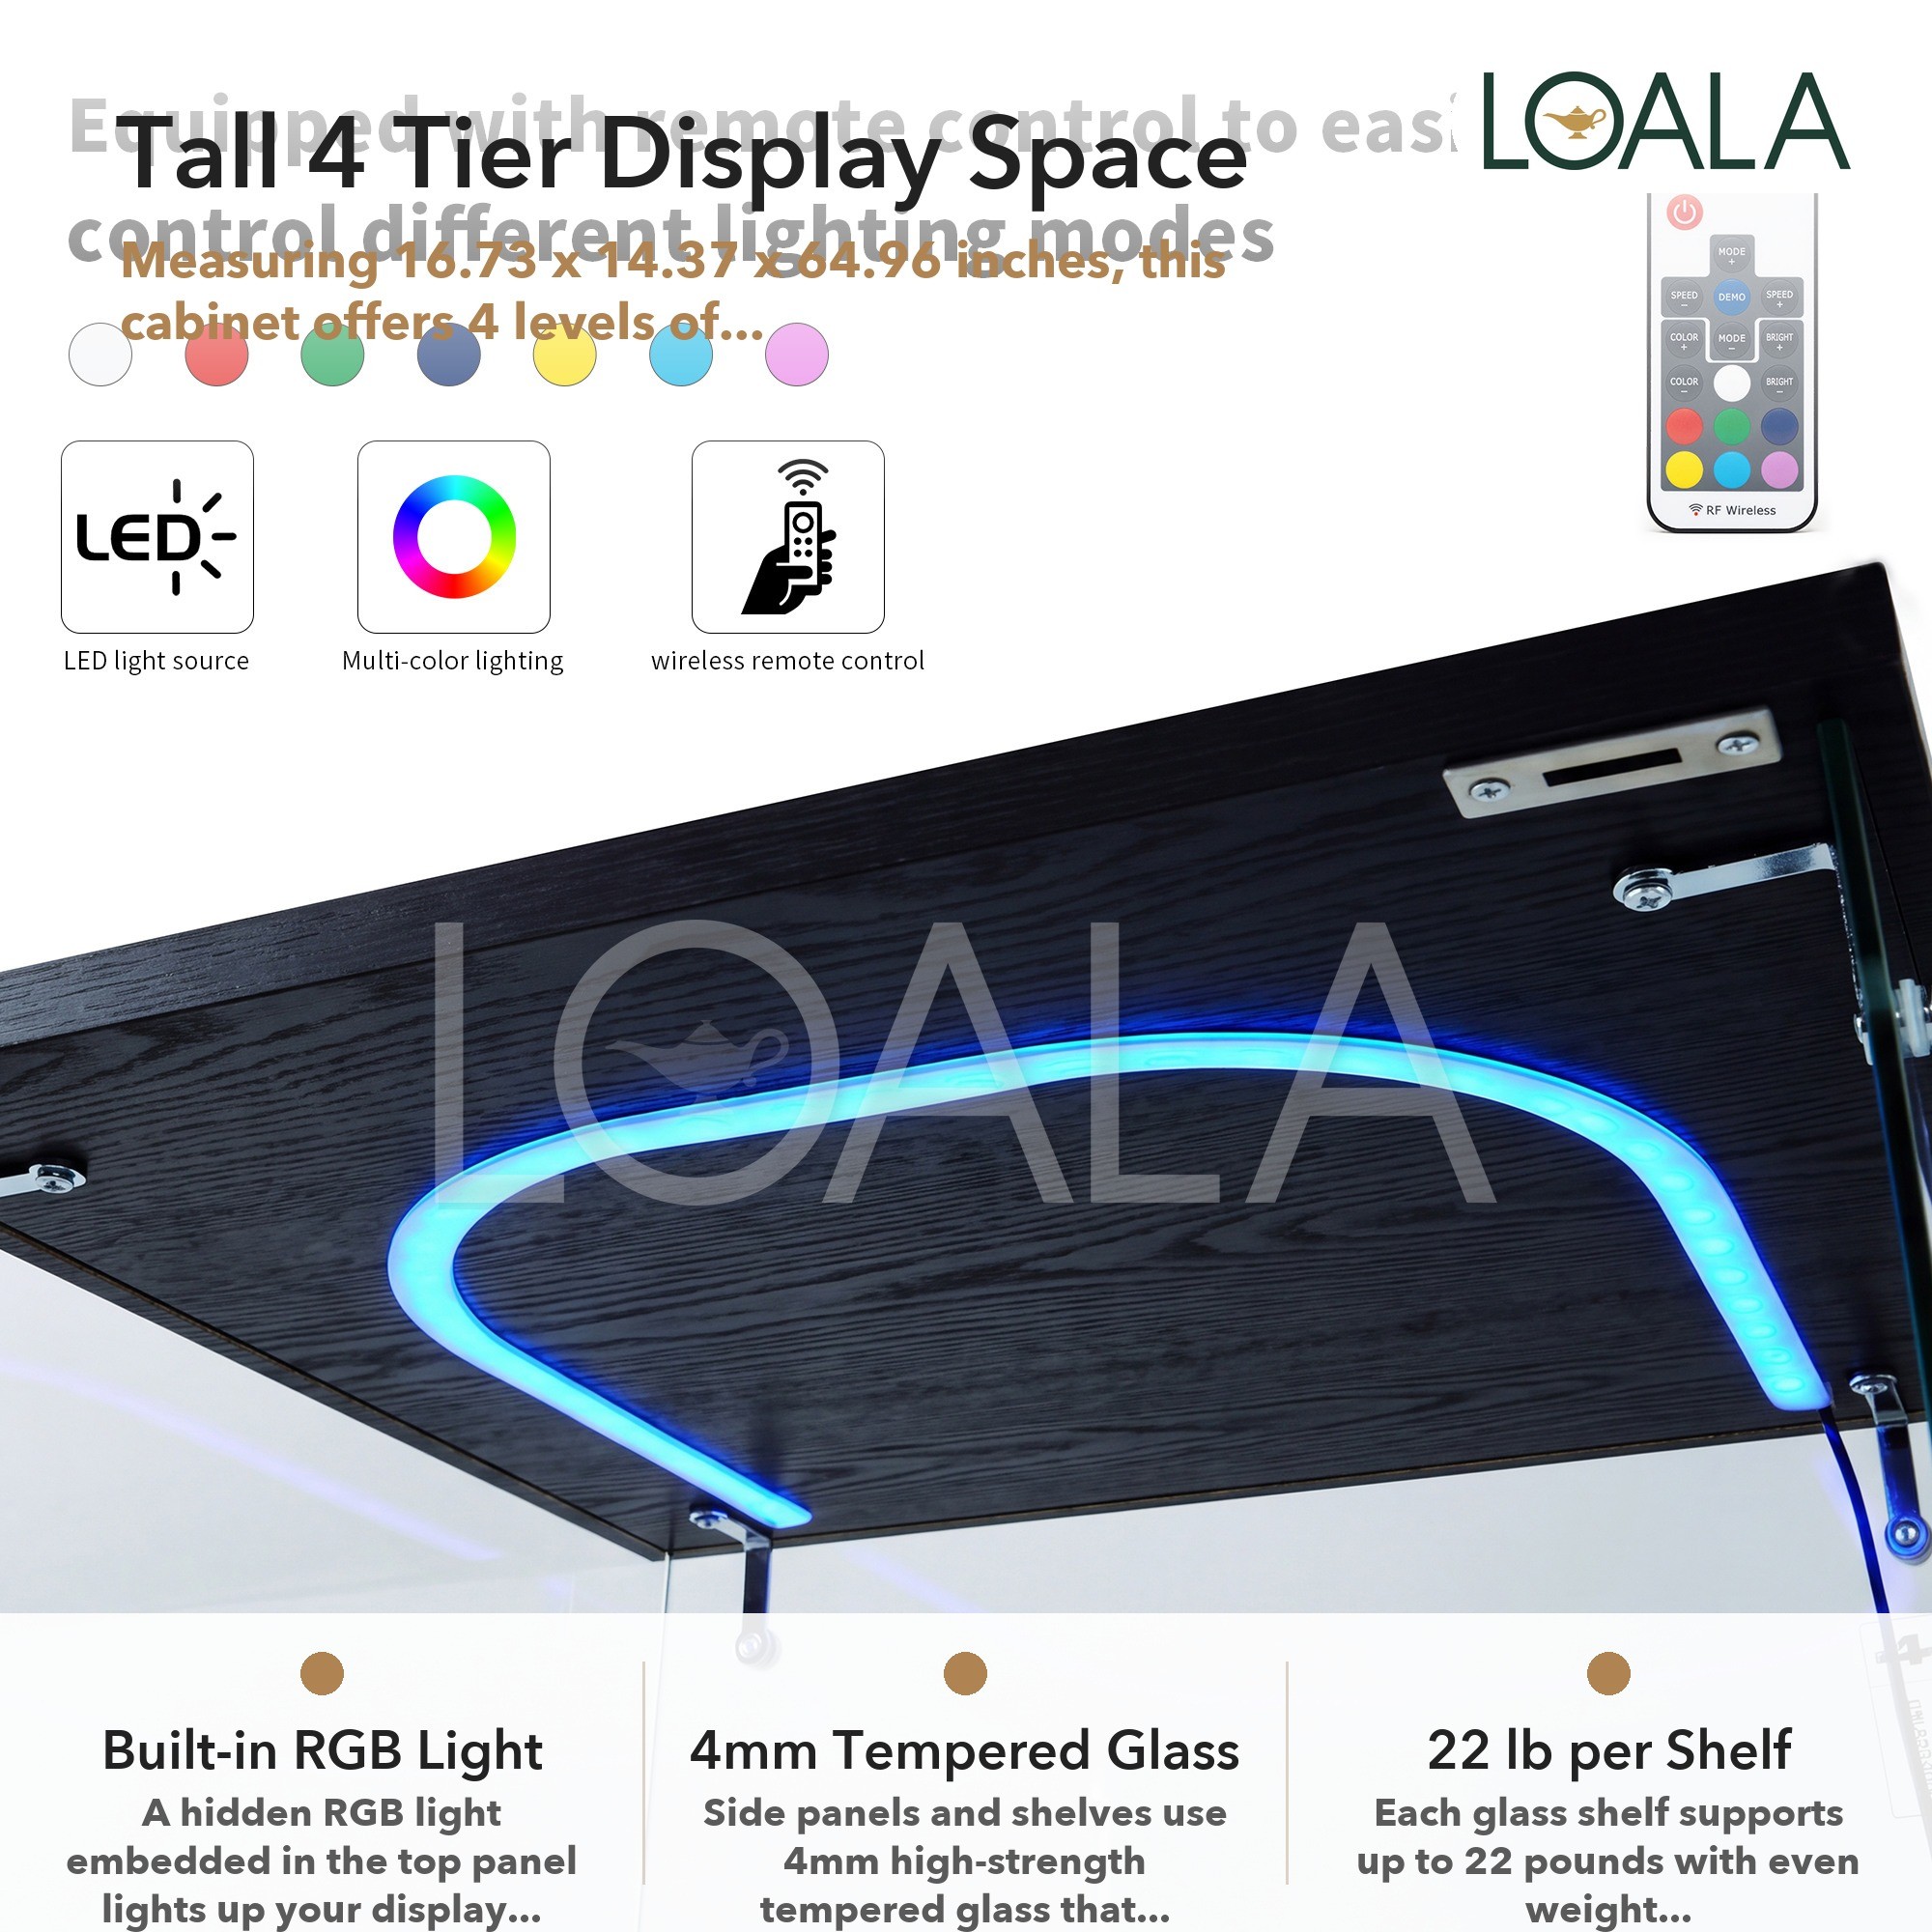 Equipped with remote control to easi
control different lighting modes
Tall 4 Tier Display Space
Measuring 16.73 x 14.37 x 64.96 inches, this
cabinet offers 4 levels of...
LOALA
MODE
+
SPEED
-
DEMO
SPEED
+
COLOR
+
MODE
-
BRIGHT
+
COLOR
-
BRIGHT
-
RF Wireless
LED
LED light source
Multi-color lighting
wireless remote control
LOALA
Built-in RGB Light
A hidden RGB light
embedded in the top panel
lights up your display...
4mm Tempered Glass
Side panels and shelves use
4mm high-strength
tempered glass that...
22 lb per Shelf
Each glass shelf supports
up to 22 pounds with even
weight...